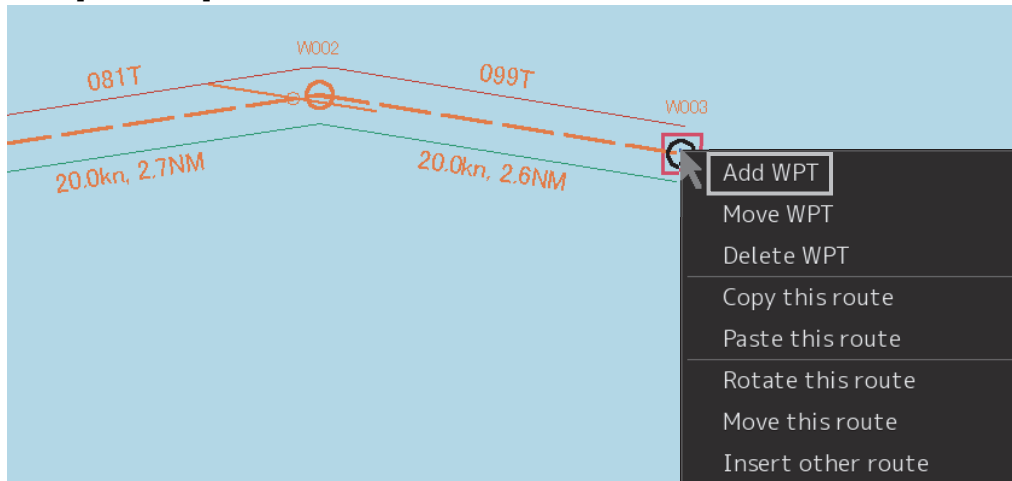 W002
081T
099T
W003
20.0kn, 2.7NM
20.0kn, 2.6NM
Add WPT
Move WPT
Delete WPT
Copy this route
Paste this route
Rotate this route
Move this route
Insert other route